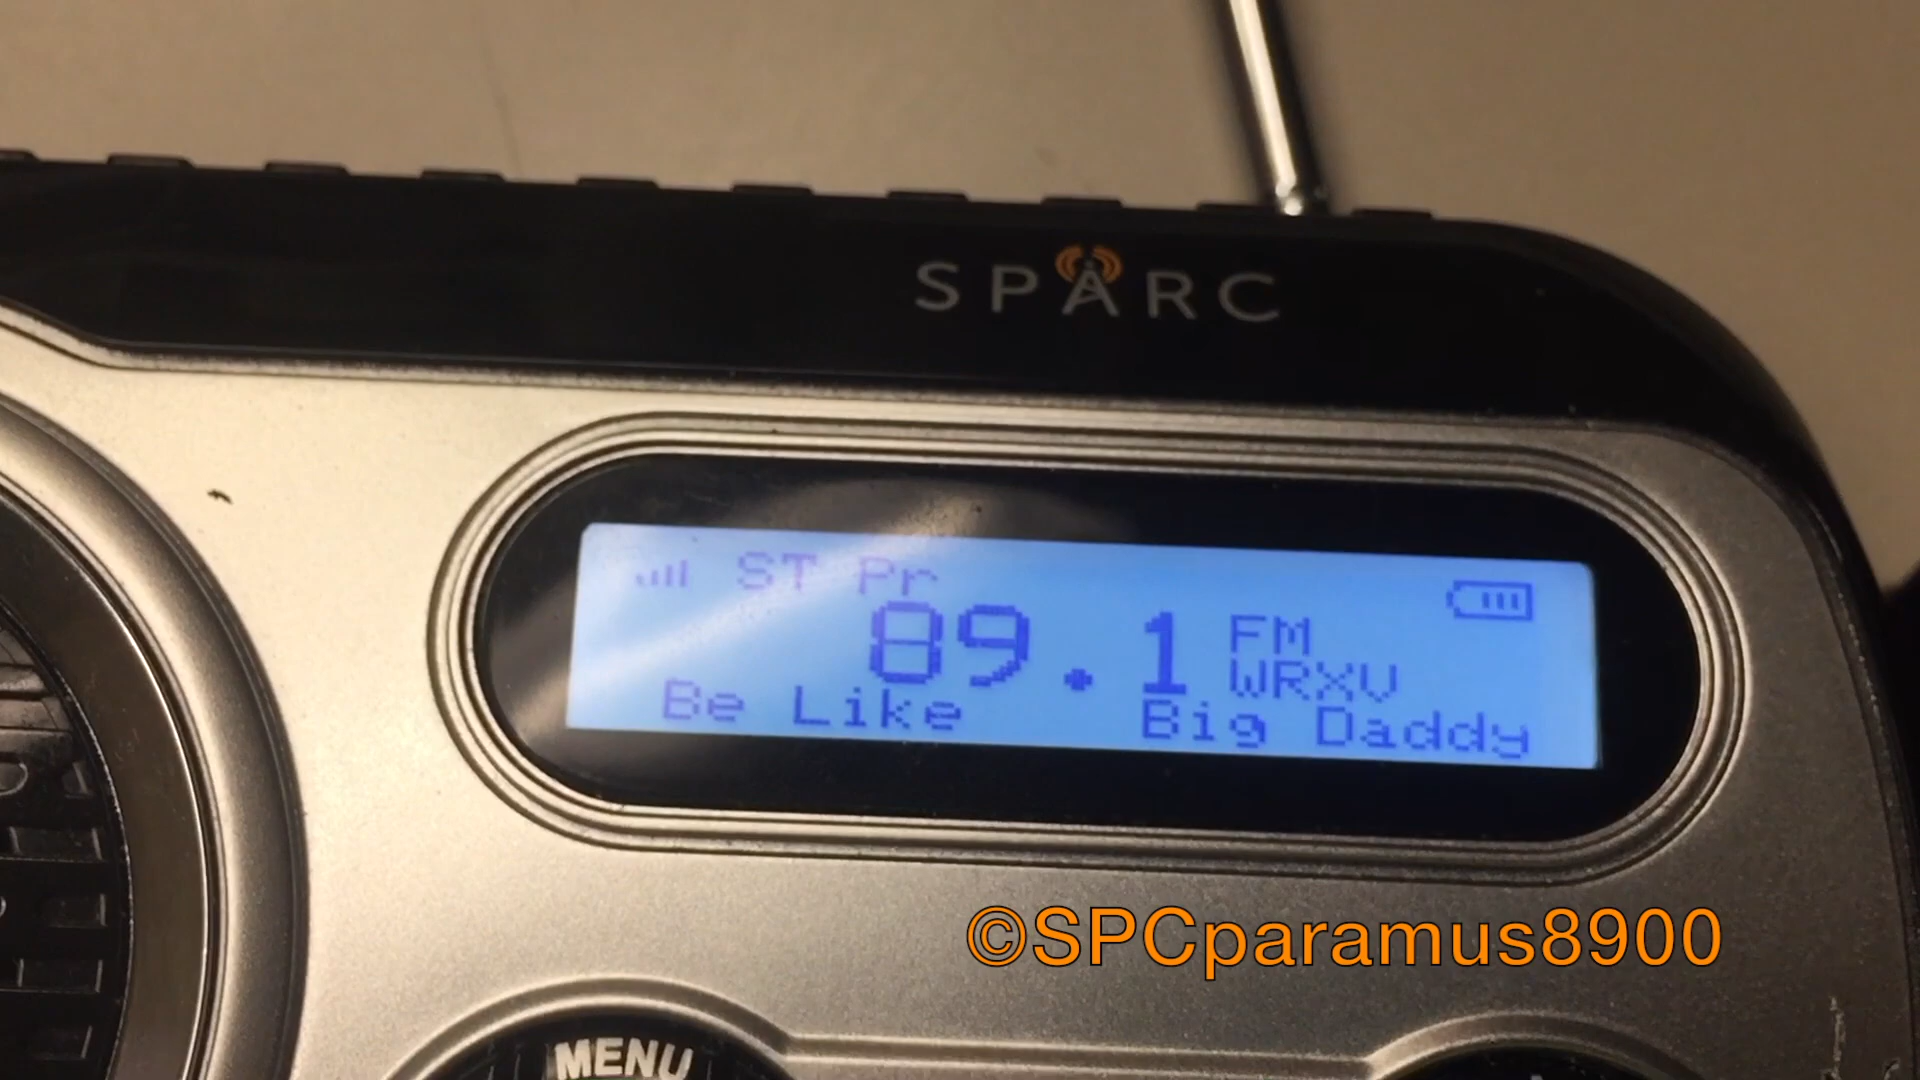 SPARC
ST Pr
89.1 FM
WRXV
Be Like Big Daddy
©SPCparamus8900
MENU